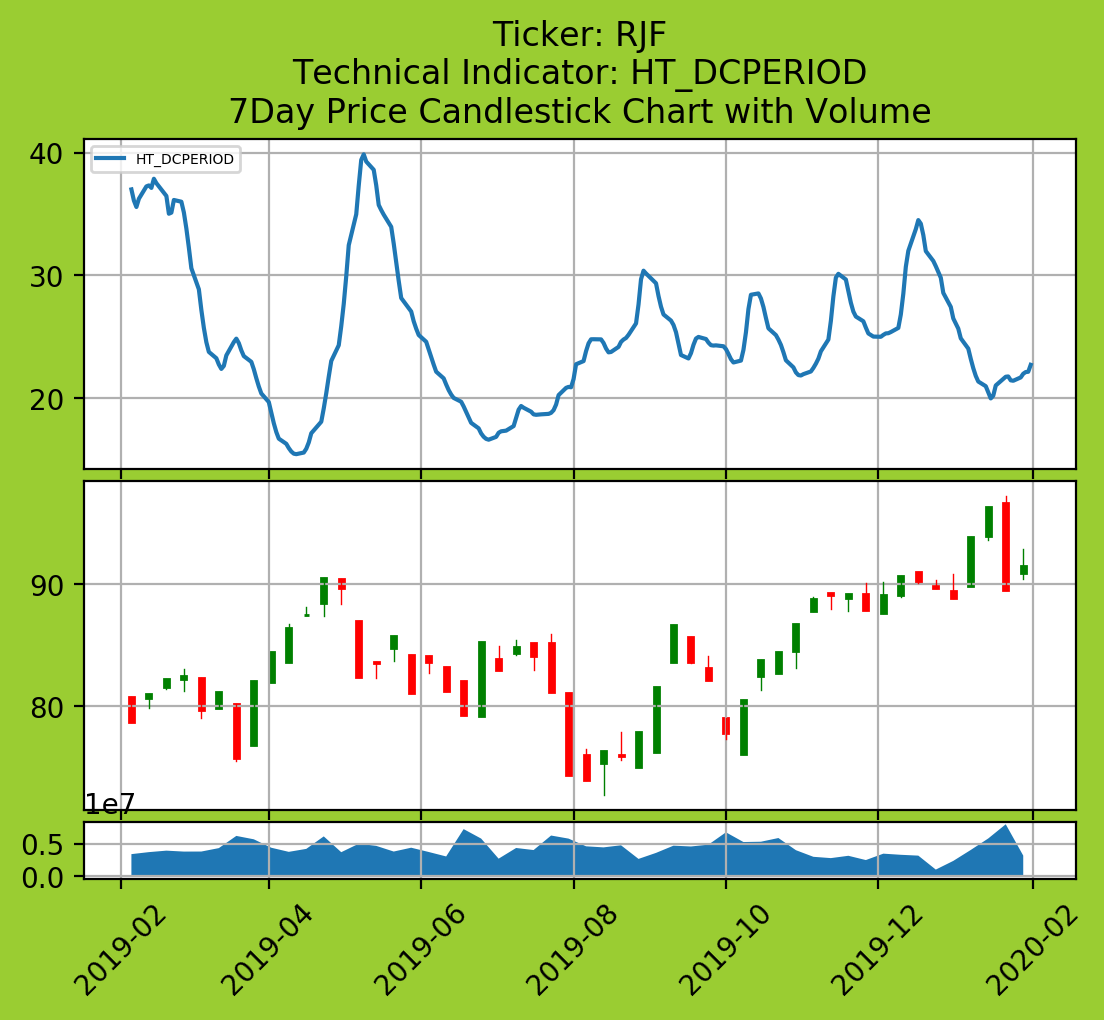 Ticker: RJF
Technical Indicator: HT_DCPERIOD
7Day Price Candlestick Chart with Volume
HT_DCPERIOD
40
30
20
90
80
1e7
0.5
0.0
2019-02
2019-04
2019-06
2019-08
2019-10
2019-12
2020-02